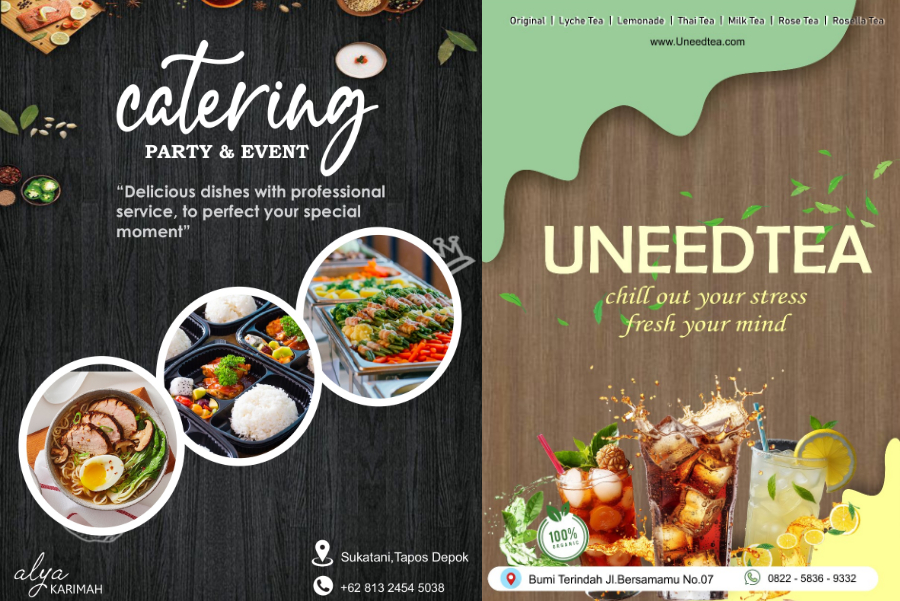 catering
PARTY & EVENT
“Delicious dishes with professional
service, to perfect your special
moment”
alya
KARIMAH
Sukatani,Tapos Depok
+62 813 2454 5038
Original | Lyche Tea | Lemonade | Thai Tea | Milk Tea | Rose Tea | Rosella Tea
www.Uneedtea.com
UNEEDTEA
chill out your stress
fresh your mind
100%
ORGANIC
Bumi Terindah Jl.Bersamamu No.07
0822 - 5836 - 9332